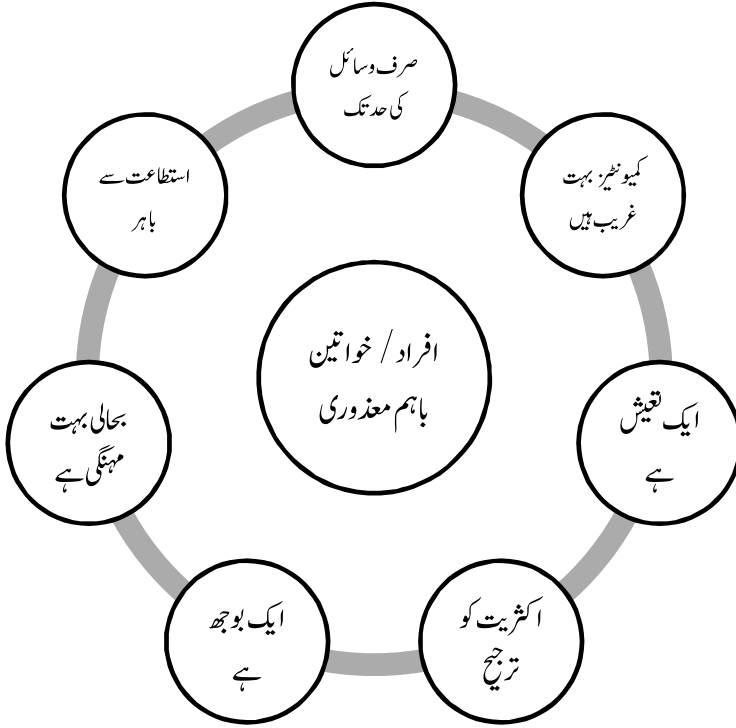 صرف وسائل
کی حد تک
کمیونٹیز بہت
غریب ہیں
استطاعت سے
باہر
افراد / خواتین
باہم معذوری
ایک تعیش
ہے
بحالی بہت
مہنگی ہے
اکثریت کو
ترجیح
ایک بوجھ
ہے